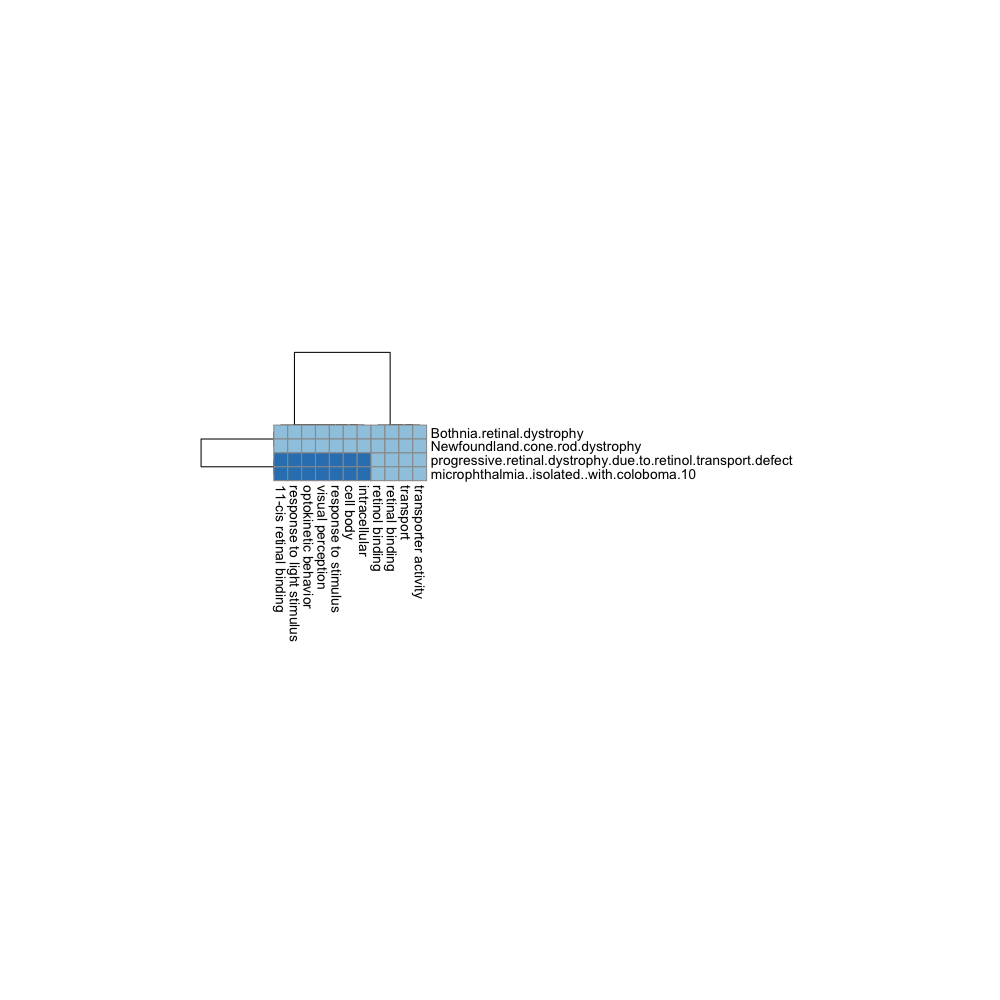 Bothnia.retinal.dystrophy
Newfoundland.cone.rod.dystrophy
progressive.retinal.dystrophy.due.to.retinol.transport.defect
microphthalmia..isolated..with.coloboma.10
11-cis retinal binding
response to light stimulus
optokinetic behavior
visual perception
response to stimulus
cell body
intracellular
retinol binding
retinal binding
transport
transporter activity